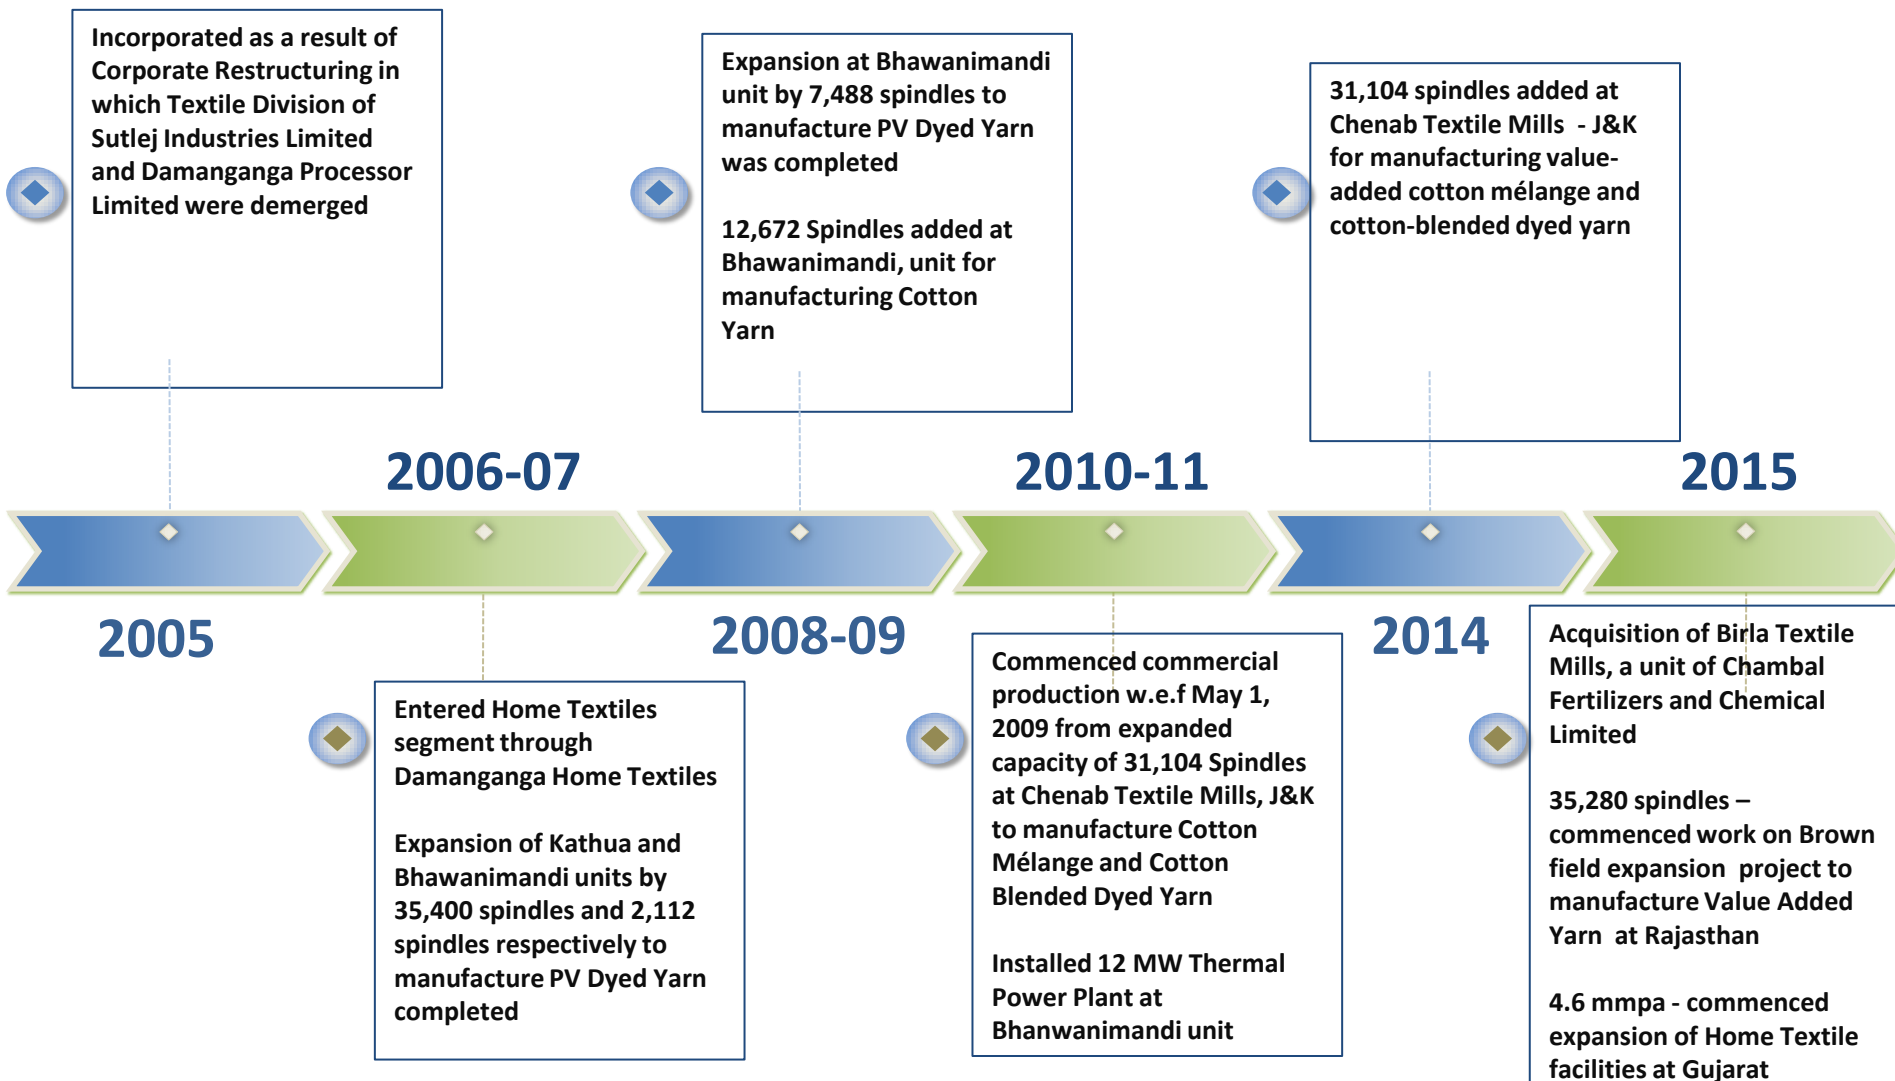 Incorporated as a result of
Corporate Restructuring in
which Textile Division of
Sutlej Industries Limited
and Damanganga Processor
Limited were demerged
Expansion at Bhawanimandi
unit by 7,488 spindles to
manufacture PV Dyed Yarn
was completed
12,672 Spindles added at
Bhawanimandi, unit for
manufacturing Cotton
Yarn
31,104 spindles added at
Chenab Textile Mills - J&K
for manufacturing value-
added cotton mélange and
cotton-blended dyed yarn
2006-07
2010-11
2015
2005
2008-09
2014
Entered Home Textiles
segment through
Damanganga Home Textiles
Expansion of Kathua and
Bhawanimandi units by
35,400 spindles and 2,112
spindles respectively to
manufacture PV Dyed Yarn
completed
Commenced commercial
production w.e.f May 1,
2009 from expanded
capacity of 31,104 Spindles
at Chenab Textile Mills, J&K
to manufacture Cotton
Mélange and Cotton
Blended Dyed Yarn
Installed 12 MW Thermal
Power Plant at
Bhanwanimandi unit
Acquisition of Birla Textile
Mills, a unit of Chambal
Fertilizers and Chemical
Limited
35,280 spindles –
commenced work on Brown
field expansion project to
manufacture Value Added
Yarn at Rajasthan
4.6 mmpa - commenced
expansion of Home Textile
facilities at Gujarat